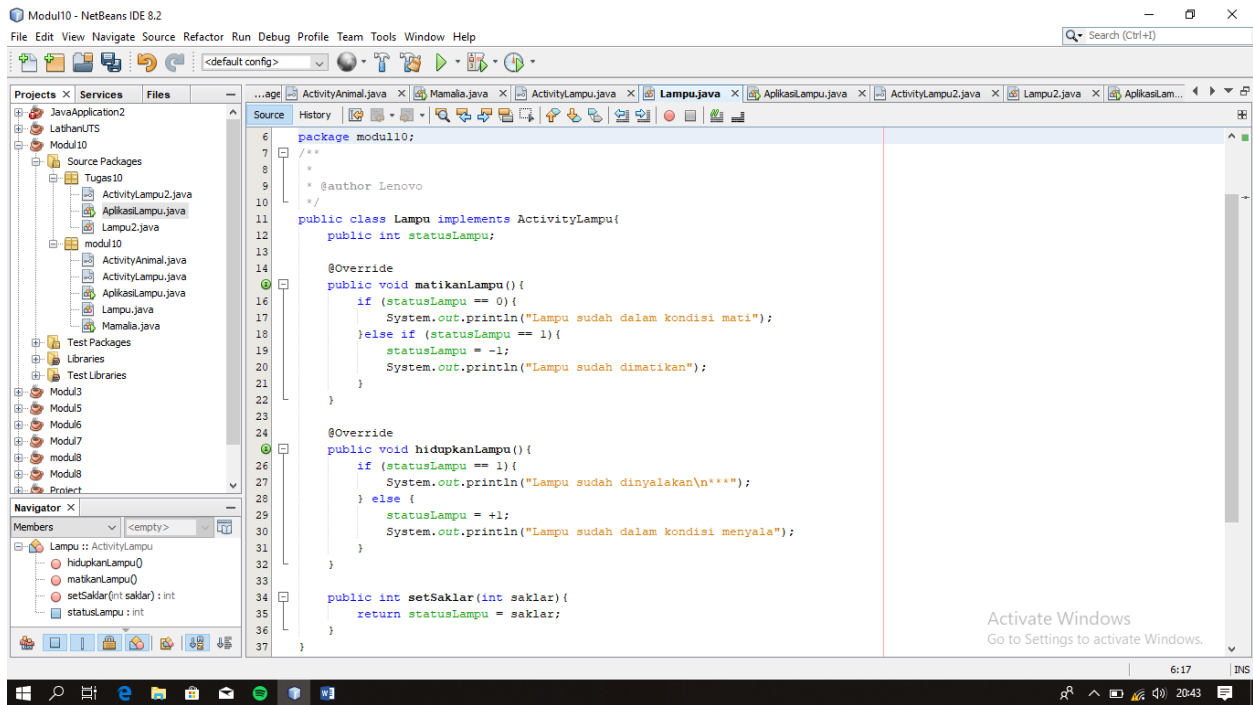 Modul10 - NetBeans IDE 8.2
File Edit View Navigate Source Refactor Run Debug Profile Team Tools Window Help
Search (Ctrl+I)
<default config>
Projects Services Files
...age ActivityAnimal.java Mamalia.java ActivityLampu.java Lampu.java AplikasiLampu.java ActivityLampu2.java Lampu2.java AplikasiLam...
JavaApplication2
LatihanUTS
Modul10
Source Packages
Tugas10
ActivityLampu2.java
AplikasiLampu.java
Lampu2.java
modul10
ActivityAnimal.java
ActivityLampu.java
AplikasiLampu.java
Lampu.java
Mamalia.java
Test Packages
Libraries
Test Libraries
Modul3
Modul5
Modul6
Modul7
modul8
Modul8
Project
Navigator
Members <empty>
Lampu :: ActivityLampu
hidupkanLampu()
matikanLampu()
setSaklar(int saklar) : int
statusLampu : int
Source History
6 package modul10;
7 /**
8 *
9 * @author Lenovo
10 */
11 public class Lampu implements ActivityLampu{
12 public int statusLampu;
13
14 @Override
public void matikanLampu(){
16 if (statusLampu == 0){
17 System.out.println("Lampu sudah dalam kondisi mati");
18 }else if (statusLampu == 1){
19 statusLampu = -1;
20 System.out.println("Lampu sudah dimatikan");
21 }
22 }
23
24 @Override
public void hidupkanLampu(){
26 if (statusLampu == 1){
27 System.out.println("Lampu sudah dinyalakan\n***");
28 } else {
29 statusLampu = +1;
30 System.out.println("Lampu sudah dalam kondisi menyala");
31 }
32 }
33
34 public int setSaklar(int saklar){
35 return statusLampu = saklar;
36 }
37 }
Activate Windows
Go to Settings to activate Windows.
6:17 INS
20:43